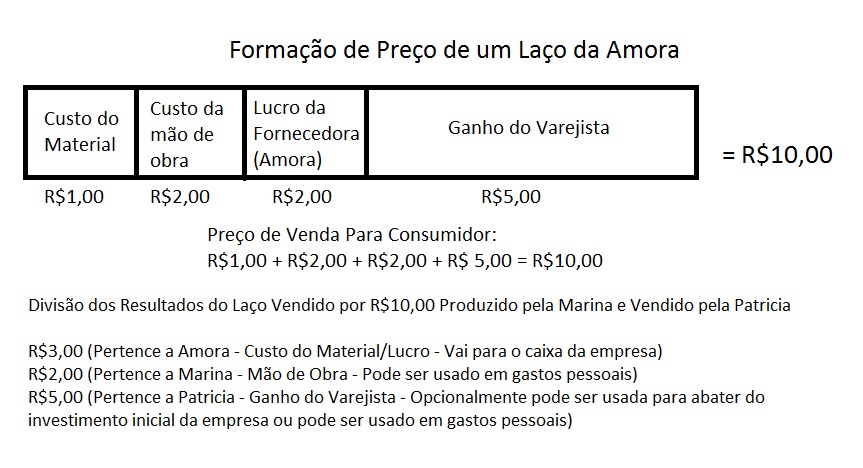 Formação de Preço de um Laço da Amora
Custo do
Material
Custo da
mão de
obra
Lucro da
Fornecedora
(Amora)
Ganho do Varejista
= R$10,00
R$1,00
R$2,00
R$2,00
R$5,00
Preço de Venda Para Consumidor:
R$1,00 + R$2,00 + R$2,00 + R$ 5,00 = R$10,00
Divisão dos Resultados do Laço Vendido por R$10,00 Produzido pela Marina e Vendido pela Patricia
R$3,00 (Pertence a Amora - Custo do Material/Lucro - Vai para o caixa da empresa)
R$2,00 (Pertence a Marina - Mão de Obra - Pode ser usado em gastos pessoais)
R$5,00 (Pertence a Patricia - Ganho do Varejista - Opcionalmente pode ser usada para abater do
investimento inicial da empresa ou pode ser usado em gastos pessoais)